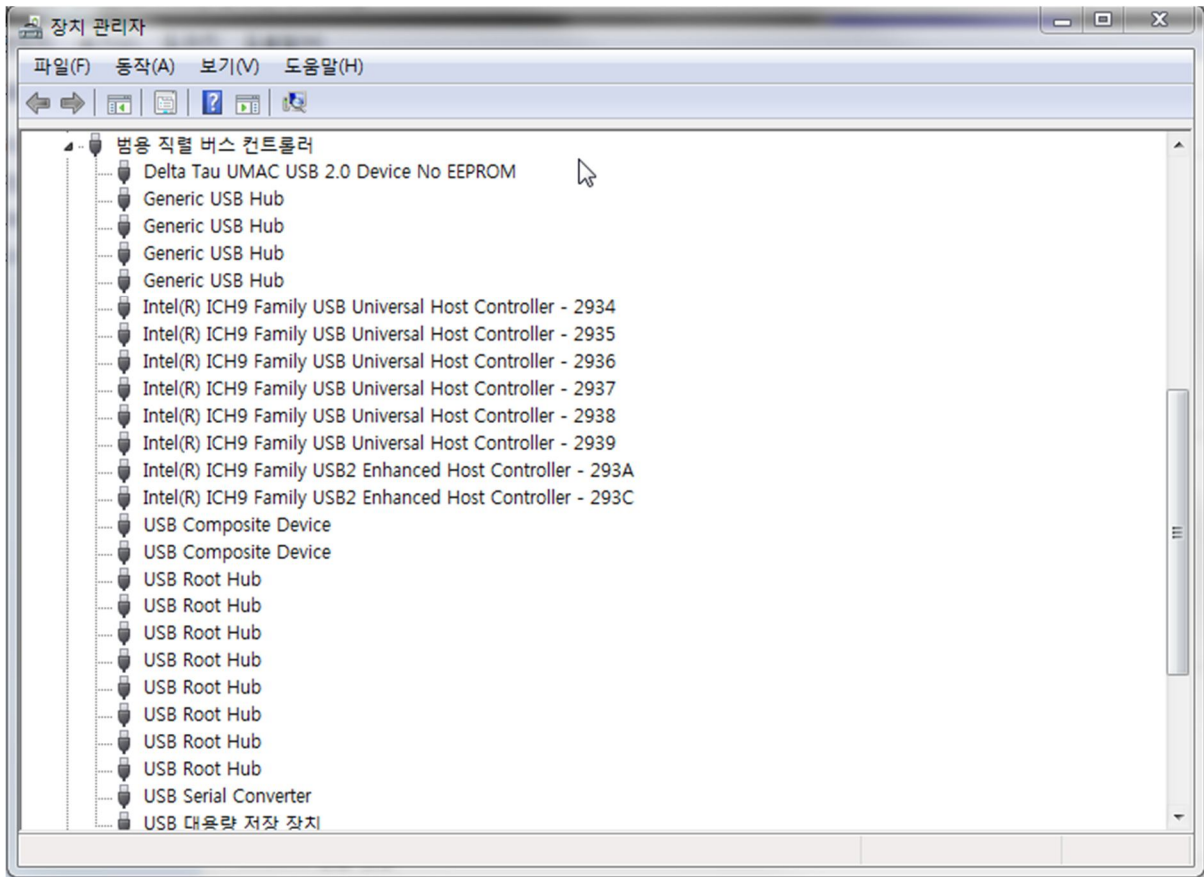 장치 관리자
파일(F) 동작(A) 보기(V) 도움말(H)
범용 직렬 버스 컨트롤러
Delta Tau UMAC USB 2.0 Device No EEPROM
Generic USB Hub
Generic USB Hub
Generic USB Hub
Generic USB Hub
Intel(R) ICH9 Family USB Universal Host Controller - 2934
Intel(R) ICH9 Family USB Universal Host Controller - 2935
Intel(R) ICH9 Family USB Universal Host Controller - 2936
Intel(R) ICH9 Family USB Universal Host Controller - 2937
Intel(R) ICH9 Family USB Universal Host Controller - 2938
Intel(R) ICH9 Family USB Universal Host Controller - 2939
Intel(R) ICH9 Family USB2 Enhanced Host Controller - 293A
Intel(R) ICH9 Family USB2 Enhanced Host Controller - 293C
USB Composite Device
USB Composite Device
USB Root Hub
USB Root Hub
USB Root Hub
USB Root Hub
USB Root Hub
USB Root Hub
USB Root Hub
USB Root Hub
USB Serial Converter
USB 대용량 저장 장치